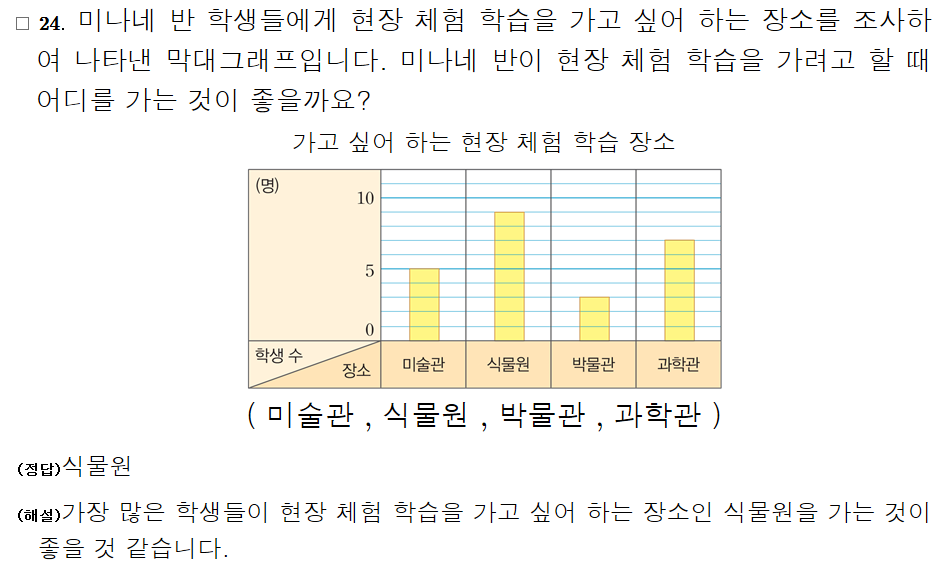 □ 24. 미나네 반 학생들에게 현장 체험 학습을 가고 싶어 하는 장소를 조사하
여 나타낸 막대그래프입니다. 미나네 반이 현장 체험 학습을 가려고 할 때
어디를 가는 것이 좋을까요?
가고 싶어 하는 현장 체험 학습 장소
(명)
10
5
0
학생 수
장소
미술관 식물원 박물관 과학관
( 미술관 , 식물원 , 박물관 , 과학관 )
(정답)식물원
(해설)가장 많은 학생들이 현장 체험 학습을 가고 싶어 하는 장소인 식물원을 가는 것이
좋을 것 같습니다.